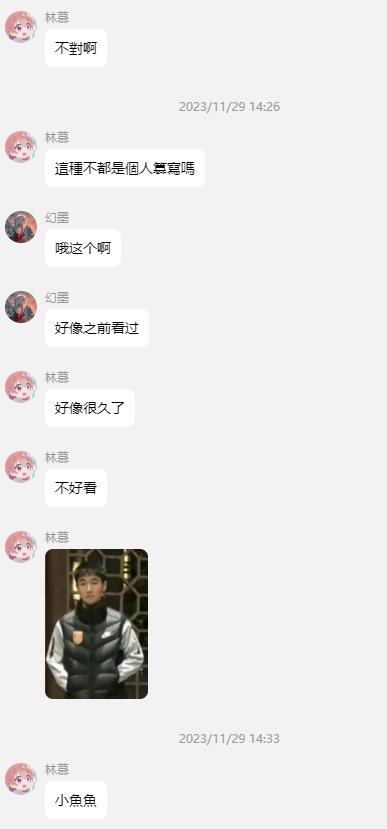 林慕
不對啊
2023/11/29 14:26
林慕
這種不都是個人篡寫嗎
幻墨
哦这个啊
幻墨
好像之前看过
林慕
好像很久了
林慕
不好看
林慕
2023/11/29 14:33
林慕
小魚魚